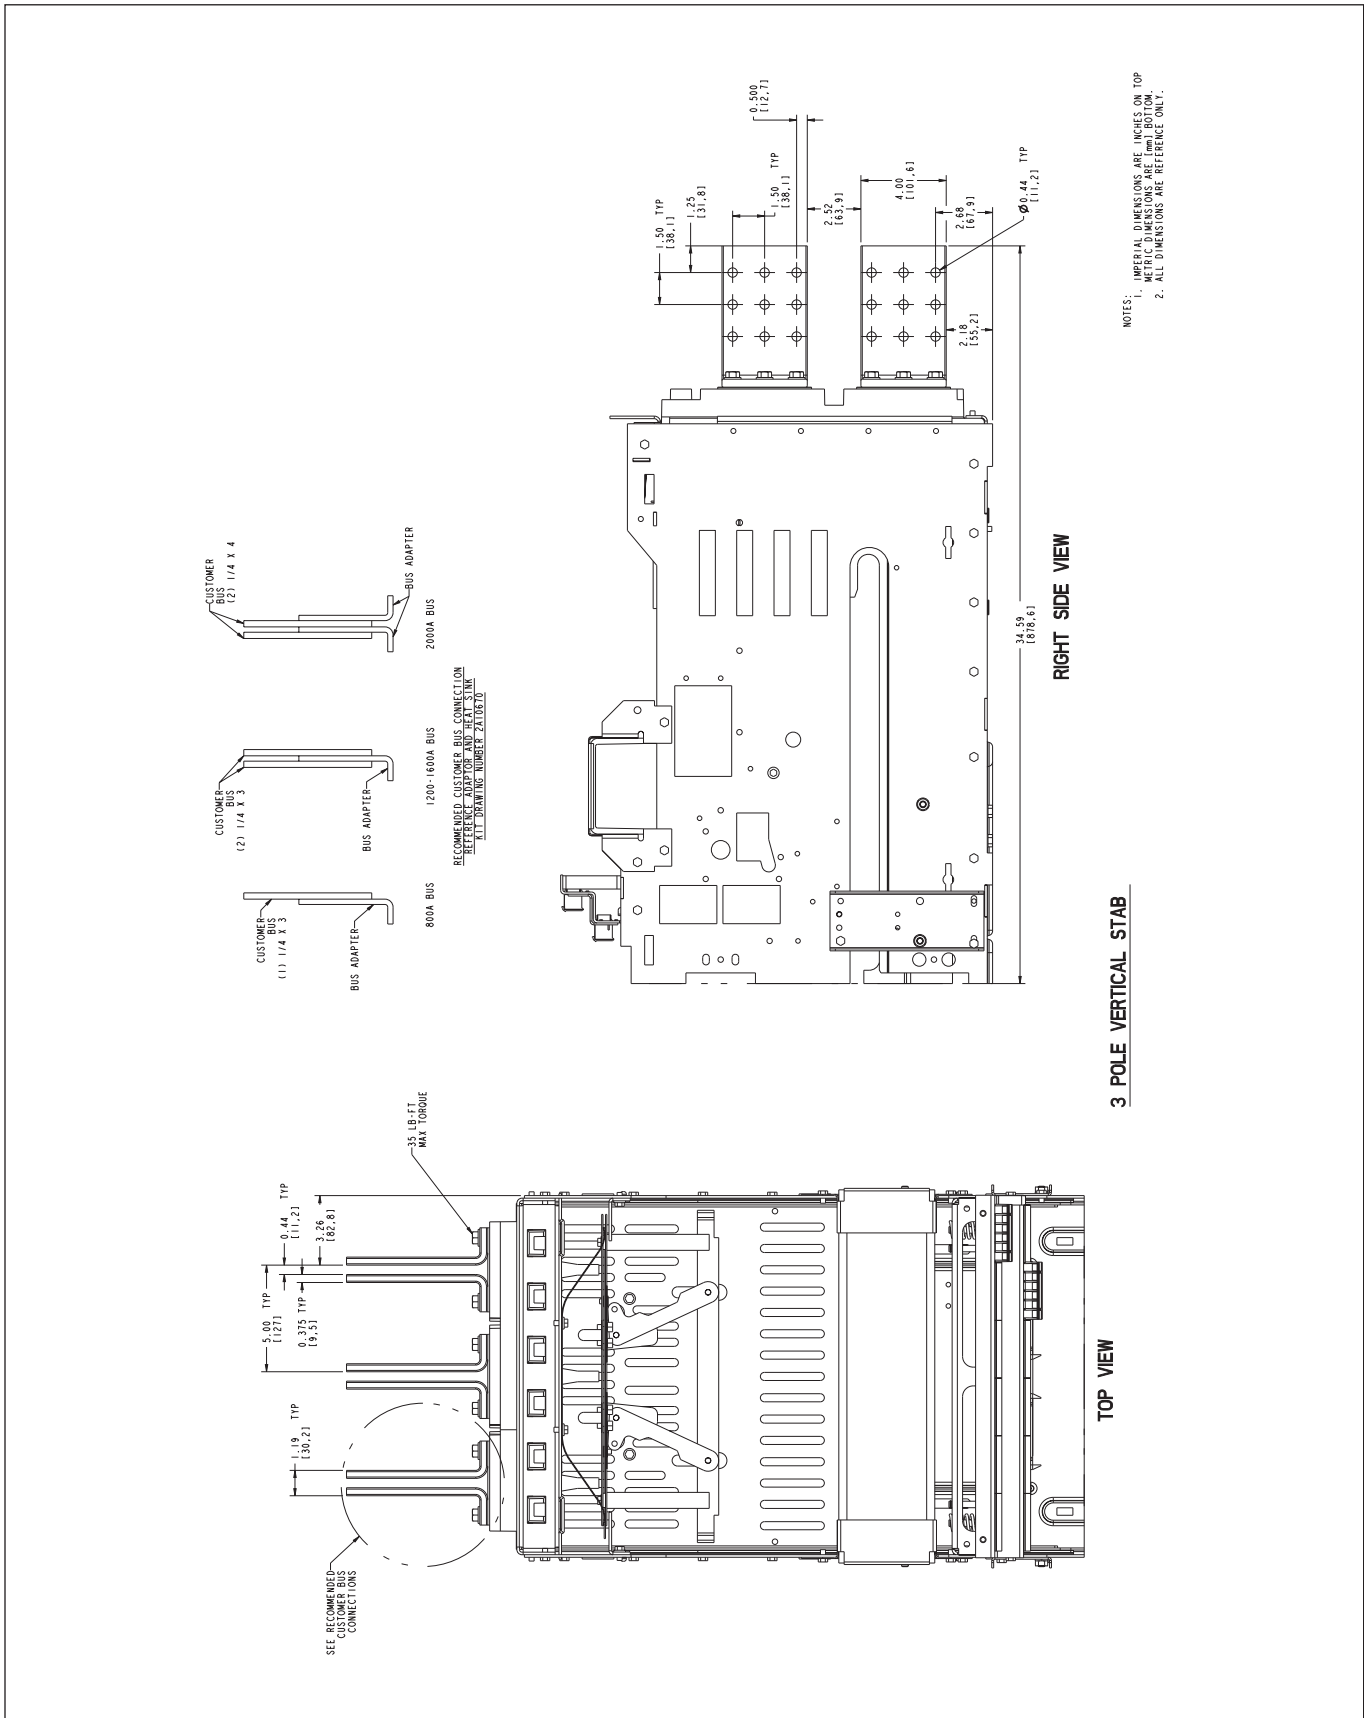 SEE RECOMMENDED
CUSTOMER BUS
CONNECTIONS
1.19 TYP
[30,2]
5.00 TYP
[127]
0.375 TYP
[9,5]
0.44 TYP
[11,2]
3.26
[82,8]
35 LB-FT
MAX TORQUE
TOP VIEW
3 POLE VERTICAL STAB
CUSTOMER
BUS
(1) 1/4 X 3
BUS ADAPTER
800A BUS
CUSTOMER
BUS
(2) 1/4 X 3
BUS ADAPTER
1200-1600A BUS
CUSTOMER
BUS
(2) 1/4 X 4
BUS ADAPTER
2000A BUS
RECOMMENDED CUSTOMER BUS CONNECTION
REFERENCE ADAPTOR AND HEAT SINK
KIT DRAWING NUMBER 2A10670
1.50 TYP
[38,1]
1.25
[31,8]
0.500
[12,7]
1.50 TYP
[38,1]
2.52
[63,9]
4.00
[101,6]
2.68
[67,9]
Ø0.44 TYP
[11,2]
2.18
[55,2]
34.59
[878,6]
RIGHT SIDE VIEW
NOTES:
1. IMPERIAL DIMENSIONS ARE INCHES ON TOP
METRIC DIMENSIONS ARE [mm] BOTTOM.
2. ALL DIMENSIONS ARE REFERENCE ONLY.